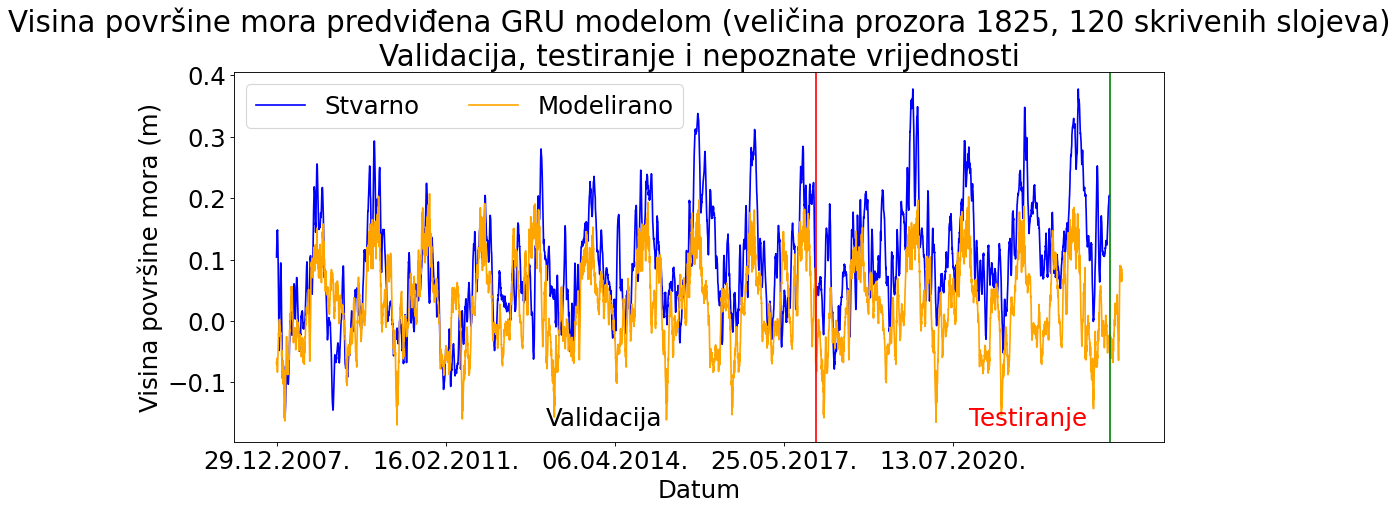 Visina površine mora predviđena GRU modelom (veličina prozora 1825, 120 skrivenih slojeva)
Validacija, testiranje i nepoznate vrijednosti
Visina površine mora (m)
0.4
0.3
0.2
0.1
0.0
−0.1
Stvarno
Modelirano
Validacija
Testiranje
29.12.2007.
16.02.2011.
06.04.2014.
25.05.2017.
13.07.2020.
Datum